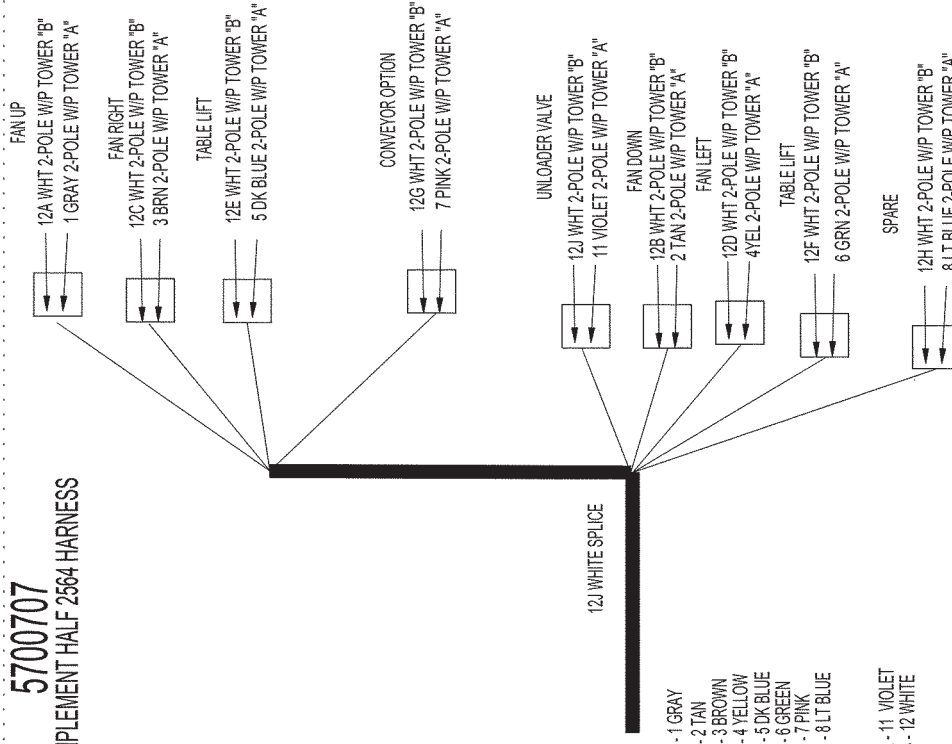 5700707
PLEMENT HALF 2564 HARNESS
FAN UP
12A WHT 2-POLE W/P TOWER "B"
1 GRAY 2-POLE W/P TOWER "A"
FAN RIGHT
12C WHT 2-POLE W/P TOWER "B"
3 BRN 2-POLE W/P TOWER "A"
TABLE LIFT
12E WHT 2-POLE W/P TOWER "B"
5 DK BLUE 2-POLE W/P TOWER "A"
CONVEYOR OPTION
12G WHT 2-POLE W/P TOWER "B"
7 PINK 2-POLE W/P TOWER "A"
UNLOADER VALVE
12J WHT 2-POLE W/P TOWER "B"
11 VIOLET 2-POLE W/P TOWER "A"
FAN DOWN
12B WHT 2-POLE W/P TOWER "B"
2 TAN 2-POLE W/P TOWER "A"
FAN LEFT
12D WHT 2-POLE W/P TOWER "B"
4YEL 2-POLE W/P TOWER "A"
TABLE LIFT
12F WHT 2-POLE W/P TOWER "B"
6 GRN 2-POLE W/P TOWER "A"
SPARE
12H WHT 2-POLE W/P TOWER "B"
8 LT BLUE 2-POLE W/P TOWER "A"
12J WHITE SPLICE
- 1 GRAY
- 2 TAN
- 3 BROWN
- 4 YELLOW
- 5 DK BLUE
- 6 GREEN
- 7 PINK
- 8 LT BLUE
- 11 VIOLET
- 12 WHITE